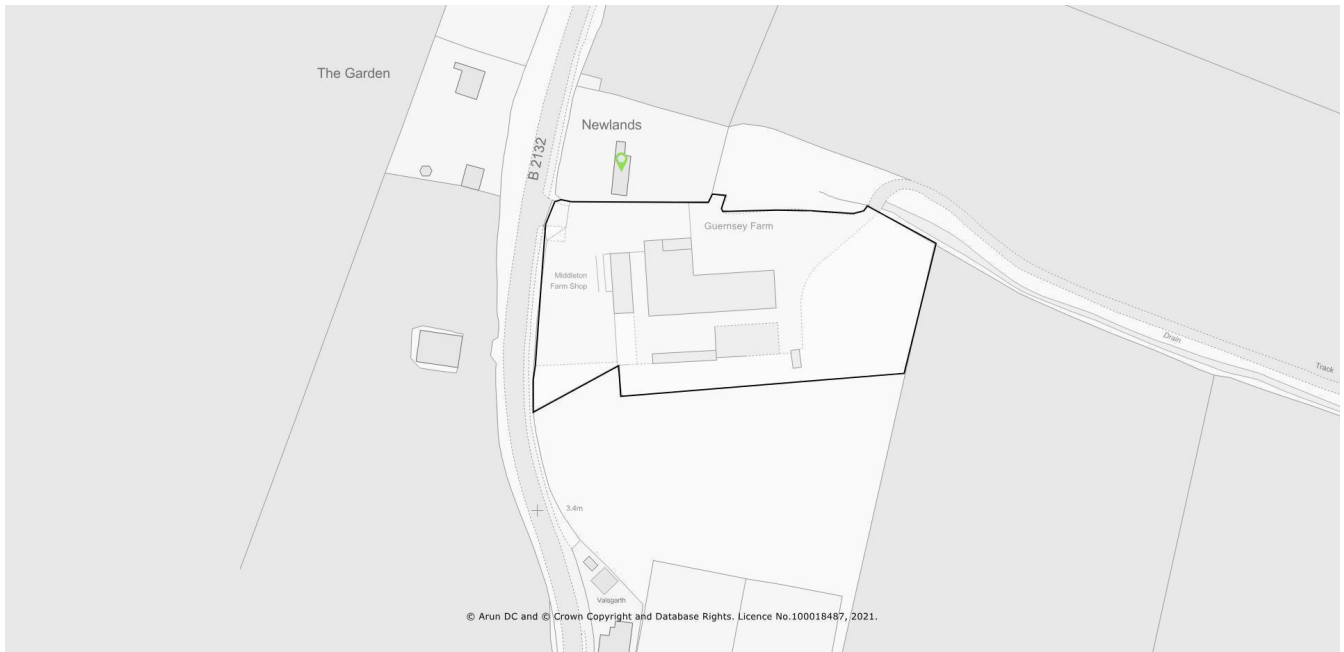 The Garden
Newlands
B 2132
Guernsey Farm
Middleton
Farm Shop
Drain
Track
3.4m
Valsgarth
© Arun DC and © Crown Copyright and Database Rights. Licence No.100018487, 2021.